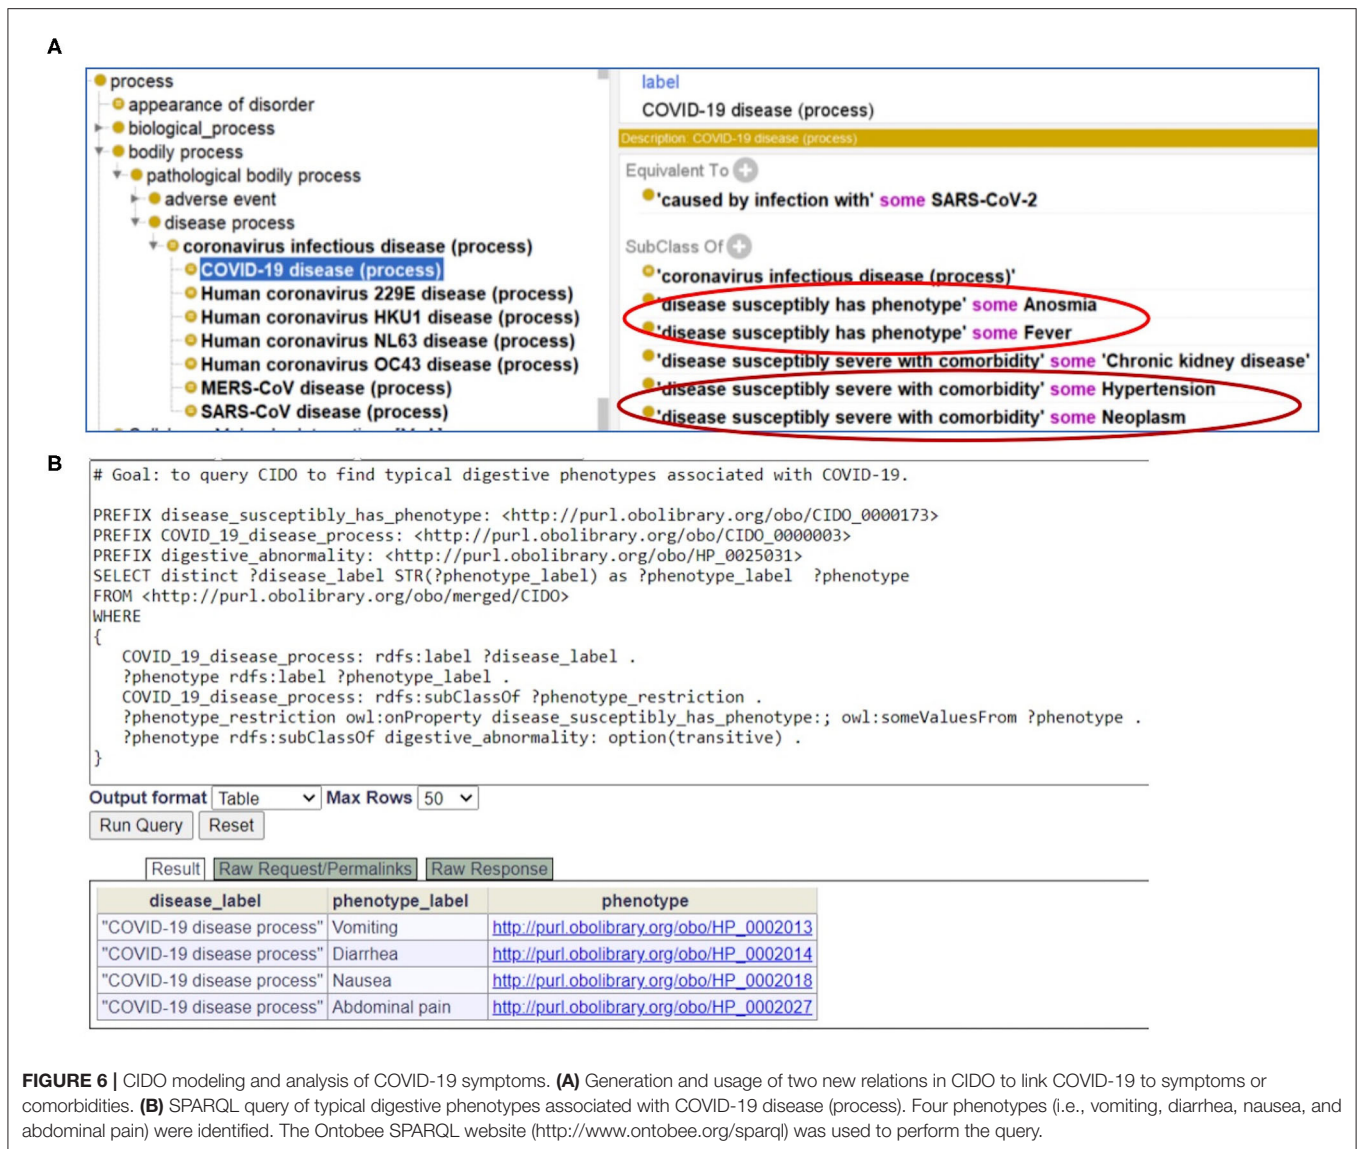 A
process
appearance of disorder
biological_process
bodily process
pathological bodily process
adverse event
disease process
coronavirus infectious disease (process)
COVID-19 disease (process)
Human coronavirus 229E disease (process)
Human coronavirus HKU1 disease (process)
Human coronavirus NL63 disease (process)
Human coronavirus OC43 disease (process)
MERS-CoV disease (process)
SARS-CoV disease (process)
label
COVID-19 disease (process)
Description: COVID-19 disease (process)
Equivalent To
'caused by infection with' some SARS-CoV-2
SubClass Of
'coronavirus infectious disease (process)'
'disease susceptibly has phenotype' some Anosmia
'disease susceptibly has phenotype' some Fever
'disease susceptibly severe with comorbidity' some 'Chronic kidney disease'
'disease susceptibly severe with comorbidity' some Hypertension
'disease susceptibly severe with comorbidity' some Neoplasm
B
# Goal: to query CIDO to find typical digestive phenotypes associated with COVID-19.
PREFIX disease_susceptibly_has_phenotype: <http://purl.obolibrary.org/obo/CIDO_0000173>
PREFIX COVID_19_disease_process: <http://purl.obolibrary.org/obo/CIDO_0000003>
PREFIX digestive_abnormality: <http://purl.obolibrary.org/obo/HP_0025031>
SELECT distinct ?disease_label STR(?phenotype_label) as ?phenotype_label ?phenotype
FROM <http://purl.obolibrary.org/obo/merged/CIDO>
WHERE
{
COVID_19_disease_process: rdfs:label ?disease_label .
?phenotype rdfs:label ?phenotype_label .
COVID_19_disease_process: rdfs:subClassOf ?phenotype_restriction .
?phenotype_restriction owl:onProperty disease_susceptibly_has_phenotype:; owl:someValuesFrom ?phenotype .
?phenotype rdfs:subClassOf digestive_abnormality: option(transitive) .
}
Output format Table Max Rows 50
Run Query Reset
Result Raw Request/Permalinks Raw Response
disease_label phenotype_label phenotype
"COVID-19 disease process" Vomiting http://purl.obolibrary.org/obo/HP_0002013
"COVID-19 disease process" Diarrhea http://purl.obolibrary.org/obo/HP_0002014
"COVID-19 disease process" Nausea http://purl.obolibrary.org/obo/HP_0002018
"COVID-19 disease process" Abdominal pain http://purl.obolibrary.org/obo/HP_0002027
FIGURE 6 | CIDO modeling and analysis of COVID-19 symptoms. (A) Generation and usage of two new relations in CIDO to link COVID-19 to symptoms or
comorbidities. (B) SPARQL query of typical digestive phenotypes associated with COVID-19 disease (process). Four phenotypes (i.e., vomiting, diarrhea, nausea, and
abdominal pain) were identified. The Ontobee SPARQL website (http://www.ontobee.org/sparql) was used to perform the query.